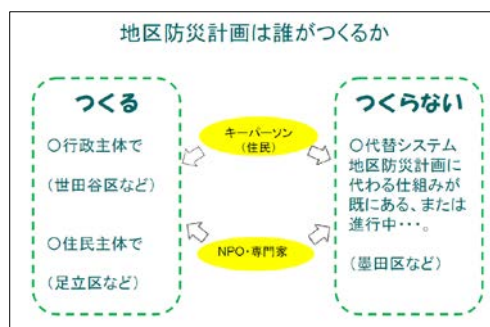 地区防災計画は誰がつくるか
つくる
〇行政主体で
(世田谷区など)
〇住民主体で
(足立区など)
キーパーソン
(住民)
NPO・専門家
つくらない
〇代替システム
地区防災計画に
代わる仕組みが
既にある、または
進行中・・・。
(墨田区など)